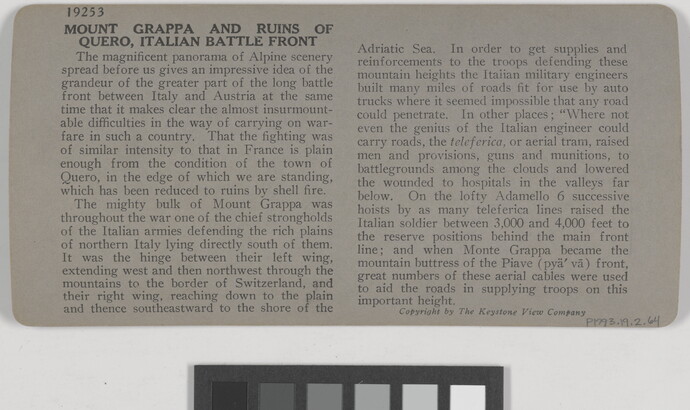 19253
MOUNT GRAPPA AND RUINS OF
QUERO, ITALIAN BATTLE FRONT
The magnificent panorama of Alpine scenery
spread before us gives an impressive idea of the
grandeur of the greater part of the long battle
front between Italy and Austria at the same
time that it makes clear the almost insurmount-
able difficulties in the way of carrying on war-
fare in such a country. That the fighting was
of similar intensity to that in France is plain
enough from the condition of the town of
Quero, in the edge of which we are standing,
which has been reduced to ruins by shell fire.
The mighty bulk of Mount Grappa was
throughout the war one of the chief strongholds
of the Italian armies defending the rich plains
of northern Italy lying directly south of them.
It was the hinge between their left wing,
extending west and then northwest through the
mountains to the border of Switzerland, and
their right wing, reaching down to the plain
and thence southeastward to the shore of the
Adriatic Sea. In order to get supplies and
reinforcements to the troops defending these
mountain heights the Italian military engineers
built many miles of roads fit for use by auto
trucks where it seemed impossible that any road
could penetrate. In other places; "Where not
even the genius of the Italian engineer could
carry roads, the teleferica, or aerial tram, raised
men and provisions, guns and munitions, to
battlegrounds among the clouds and lowered
the wounded to hospitals in the valleys far
below. On the lofty Adamello 6 successive
hoists by as many teleferica lines raised the
Italian soldier between 3,000 and 4,000 feet to
the reserve positions behind the main front
line; and when Monte Grappa became the
mountain buttress of the Piave (pyä′ vā) front,
great numbers of these aerial cables were used
to aid the roads in supplying troops on this
important height.
Copyright by The Keystone View Company
P1993.19.2.64